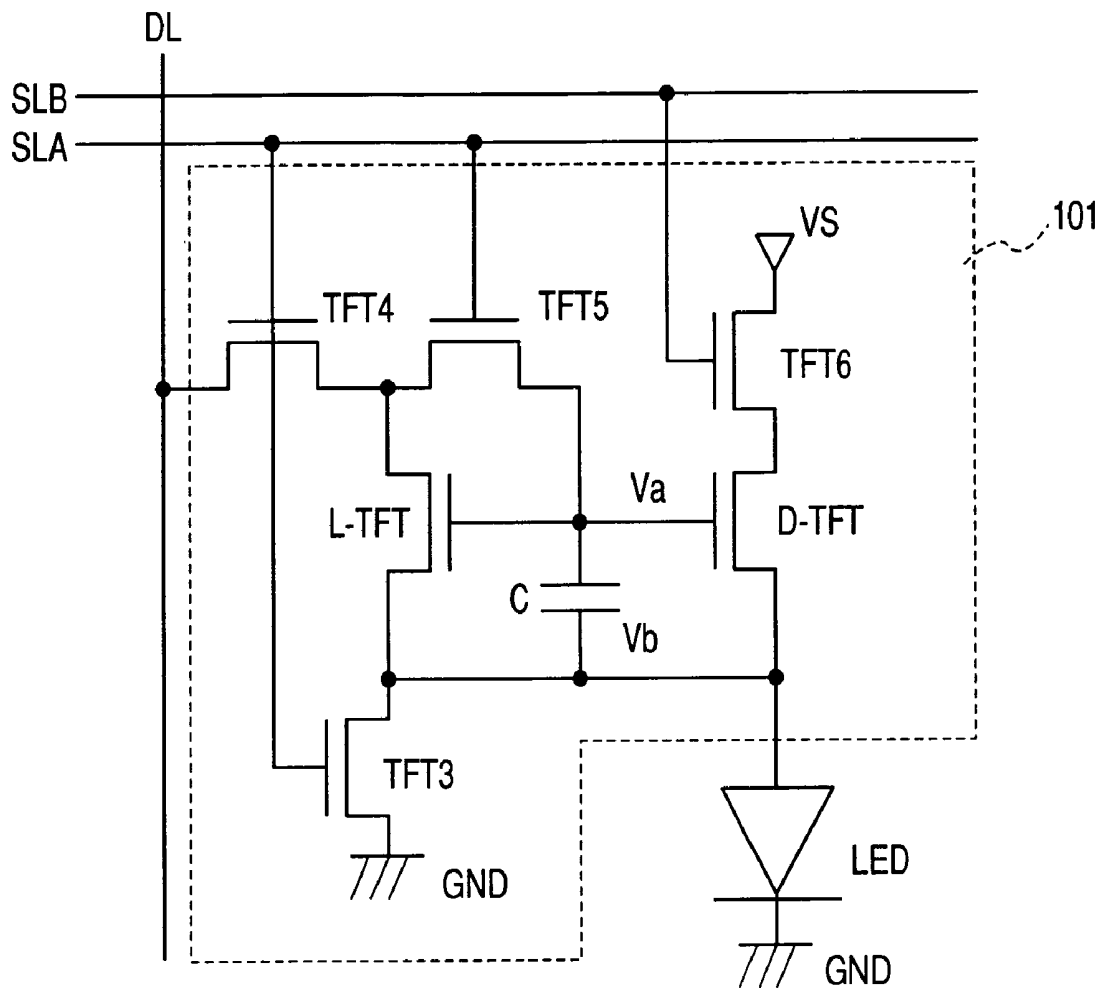 DL
SLB
SLA
101
VS
TFT4
TFT5
TFT6
Va
L-TFT
D-TFT
C
Vb
TFT3
LED
GND
GND